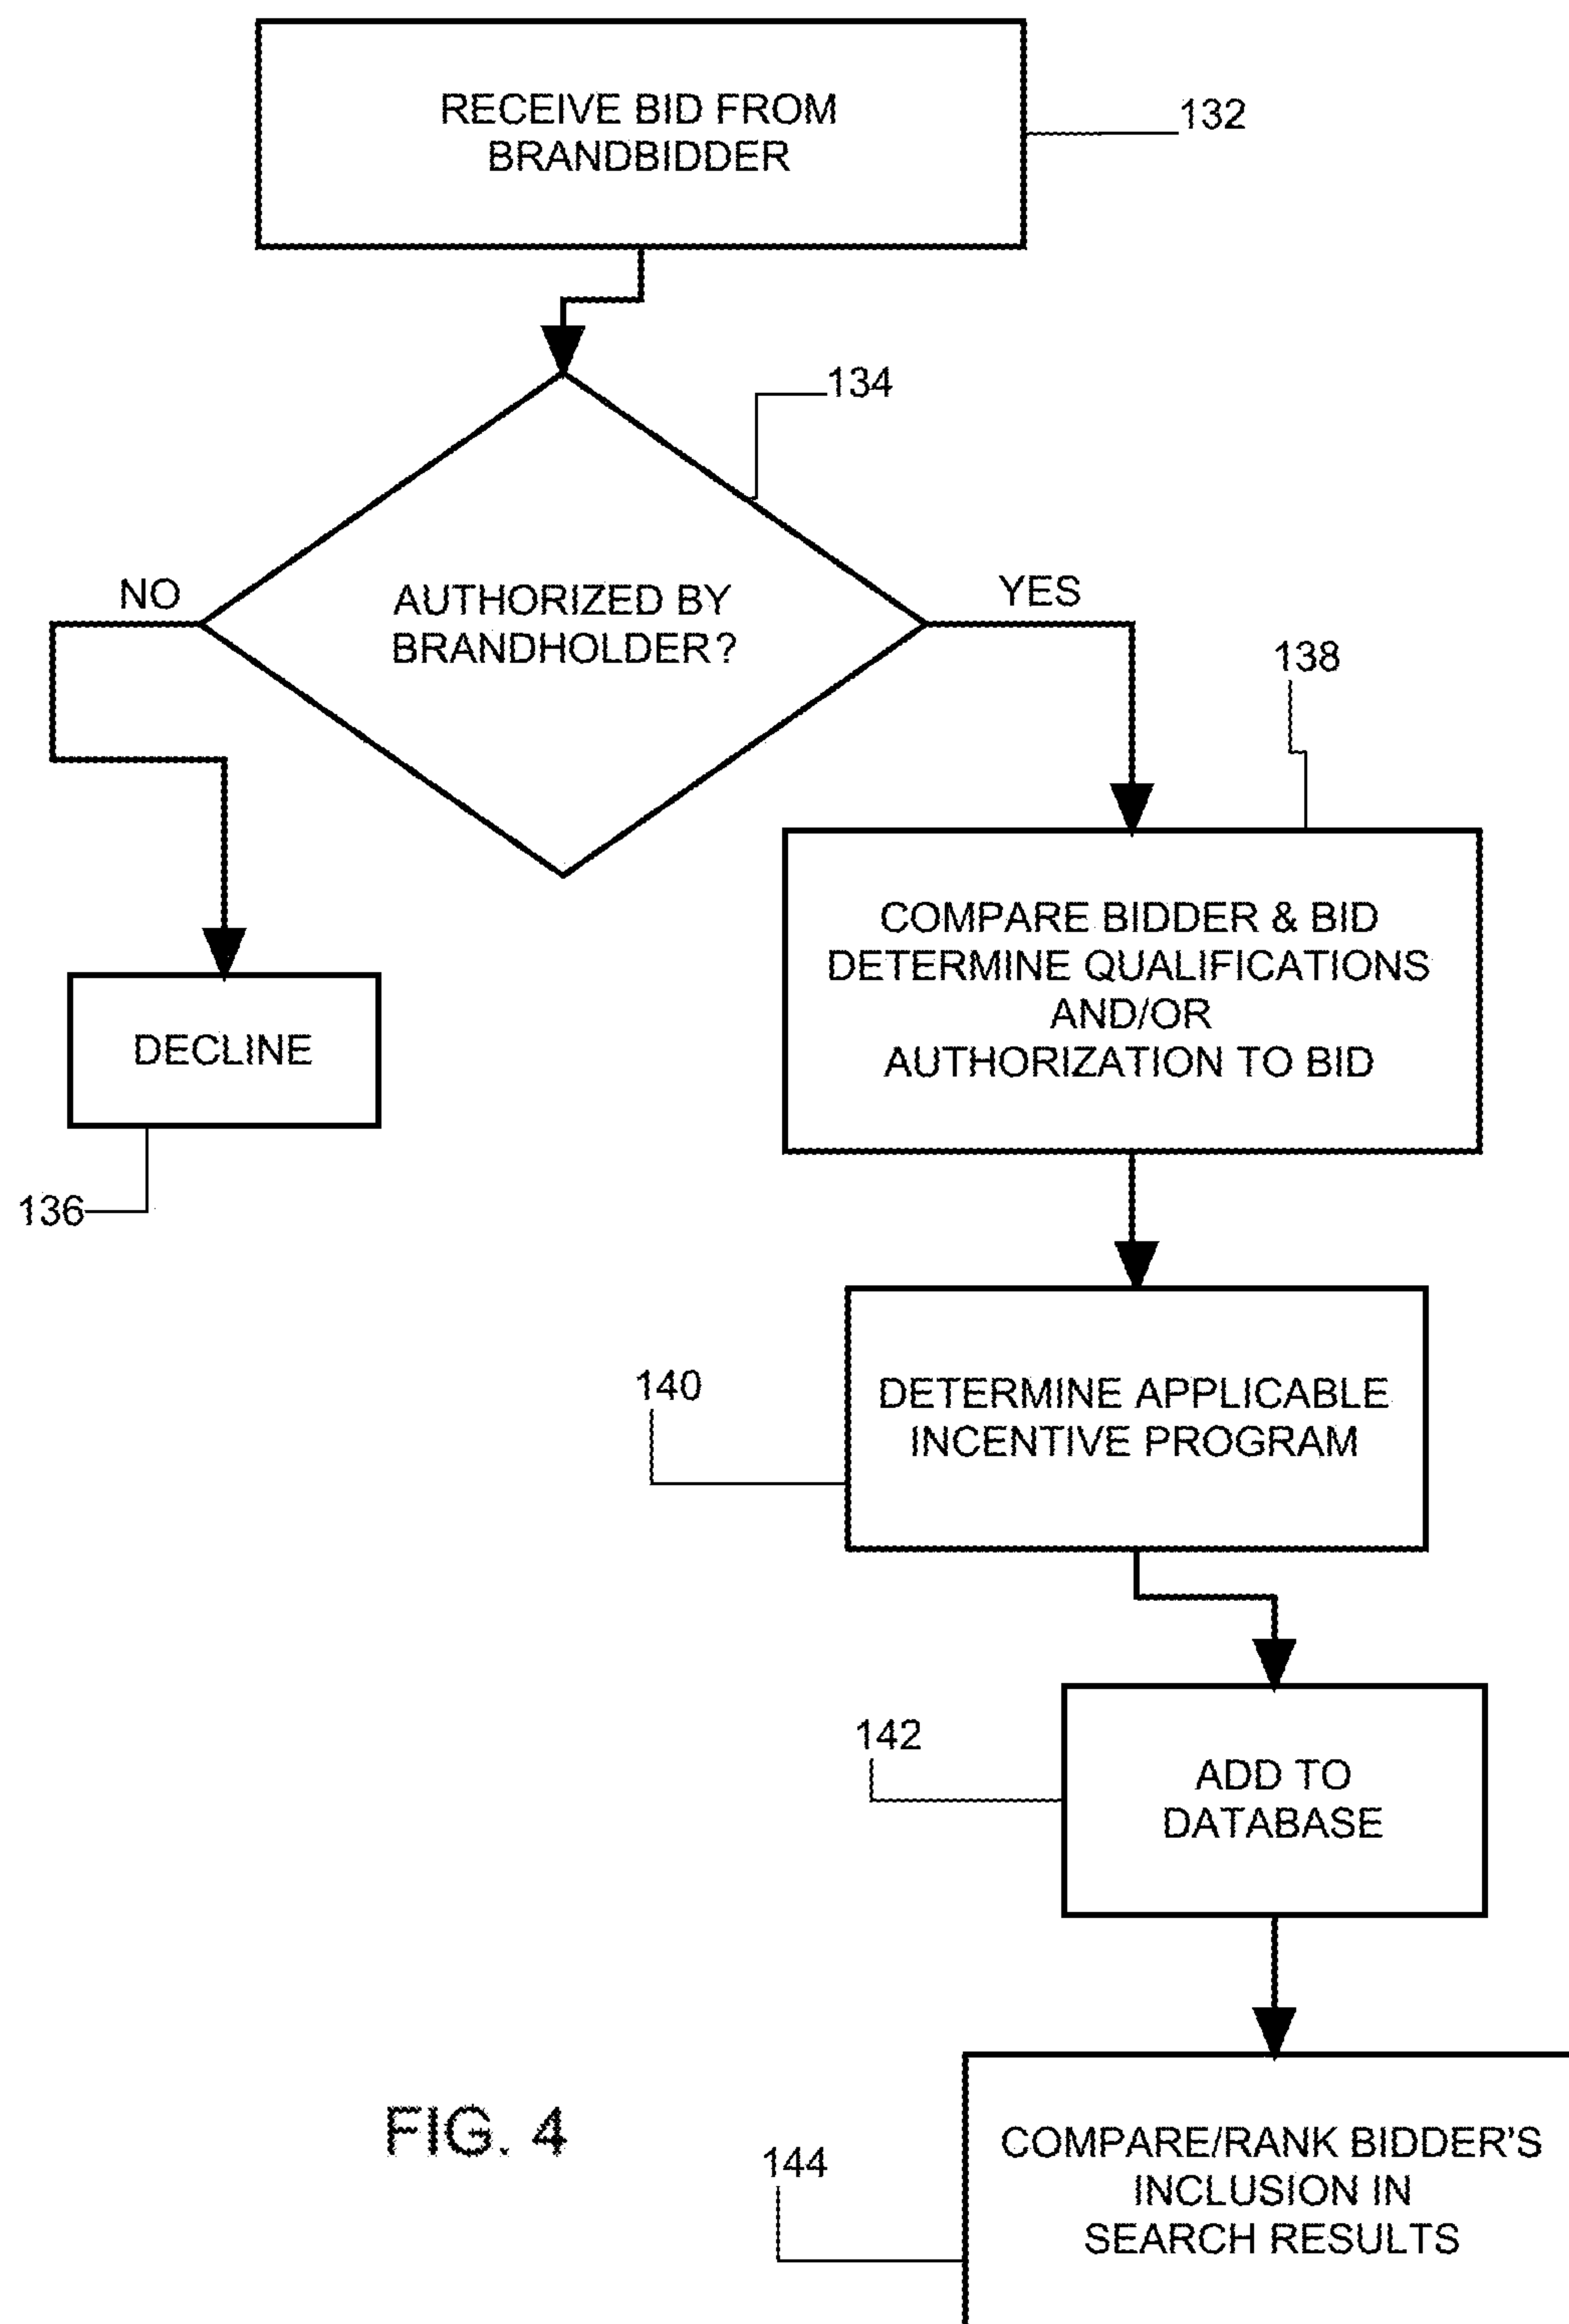 RECEIVE BID FROM
BRANDBIDDER
132
134
NO
AUTHORIZED BY
BRANDHOLDER?
YES
138
COMPARE BIDDER & BID
DETERMINE QUALIFICATIONS
AND/OR
AUTHORIZATION TO BID
DECLINE
136
140
DETERMINE APPLICABLE
INCENTIVE PROGRAM
142
ADD TO
DATABASE
FIG. 4
144
COMPARE/RANK BIDDER'S
INCLUSION IN
SEARCH RESULTS